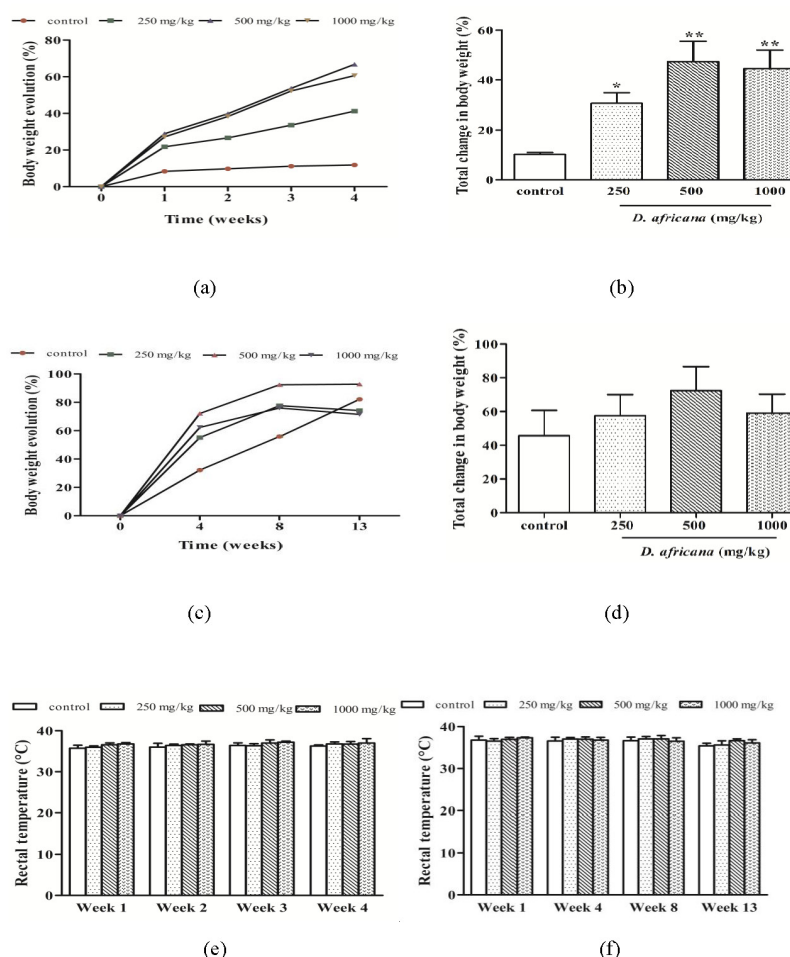 control 250 mg/kg 500 mg/kg 1000 mg/kg
Body weight evolution (%)
80
60
40
20
0
0 1 2 3 4
Time (weeks)
(a)
Total change in body weight (%)
60
40
20
0
* ** **
control 250 500 1000
D. africana (mg/kg)
(b)
control 250 mg/kg 500 mg/kg 1000 mg/kg
Body weight evolution (%)
100
80
60
40
20
0
0 4 8 13
Time (weeks)
(c)
Total change in body weight (%)
100
80
60
40
20
0
control 250 500 1000
D. africana (mg/kg)
(d)
control 250 mg/kg 500 mg/kg 1000 mg/kg
Rectal temperature (°C)
40
30
20
10
0
Week 1 Week 2 Week 3 Week 4
(e)
control 250 mg/kg 500 mg/kg 1000 mg/kg
Rectal temperature (°C)
40
30
20
10
0
Week 1 Week 4 Week 8 Week 13
(f)